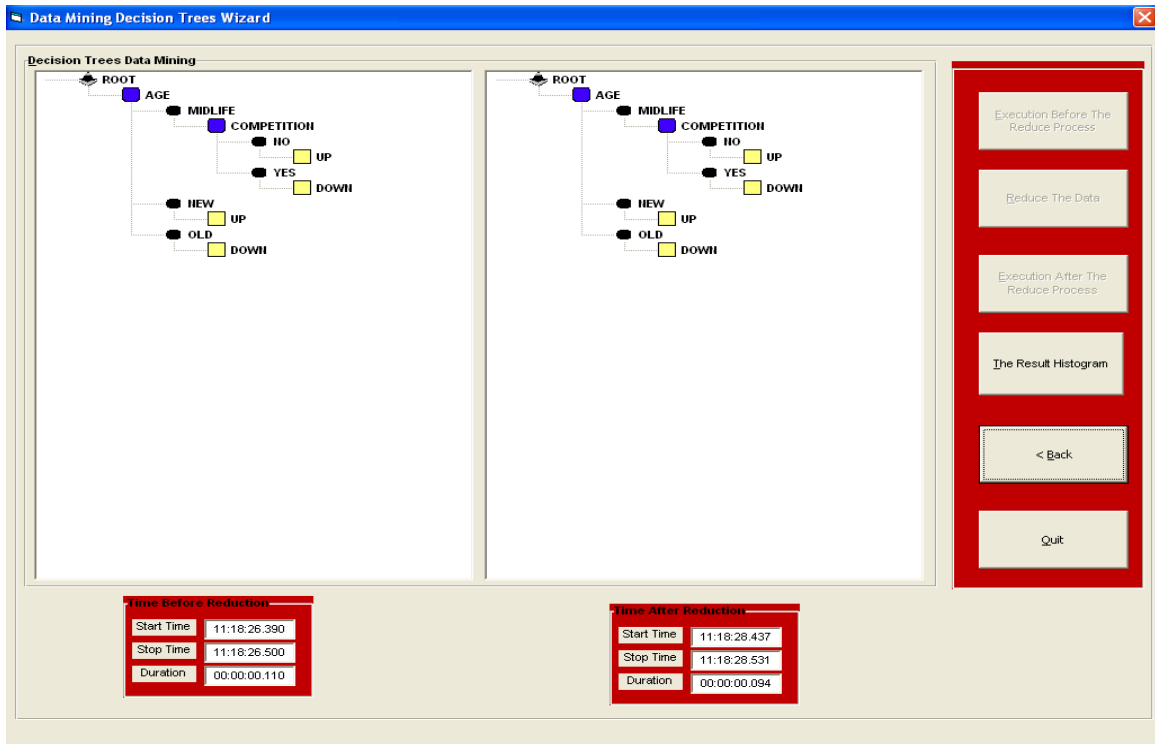 Data Mining Decision Trees Wizard
Decision Trees Data Mining
ROOT
AGE
MIDLIFE
COMPETITION
NO
UP
YES
DOWN
NEW
UP
OLD
DOWN
ROOT
AGE
MIDLIFE
COMPETITION
NO
UP
YES
DOWN
NEW
UP
OLD
DOWN
Execution Before The
Reduce Process
Reduce The Data
Execution After The
Reduce Process
The Result Histogram
< Back
Quit
Time Before Reduction
Start Time 11:18:26.390
Stop Time 11:18:26.500
Duration 00:00:00.110
Time After Reduction
Start Time 11:18:28.437
Stop Time 11:18:28.531
Duration 00:00:00.094